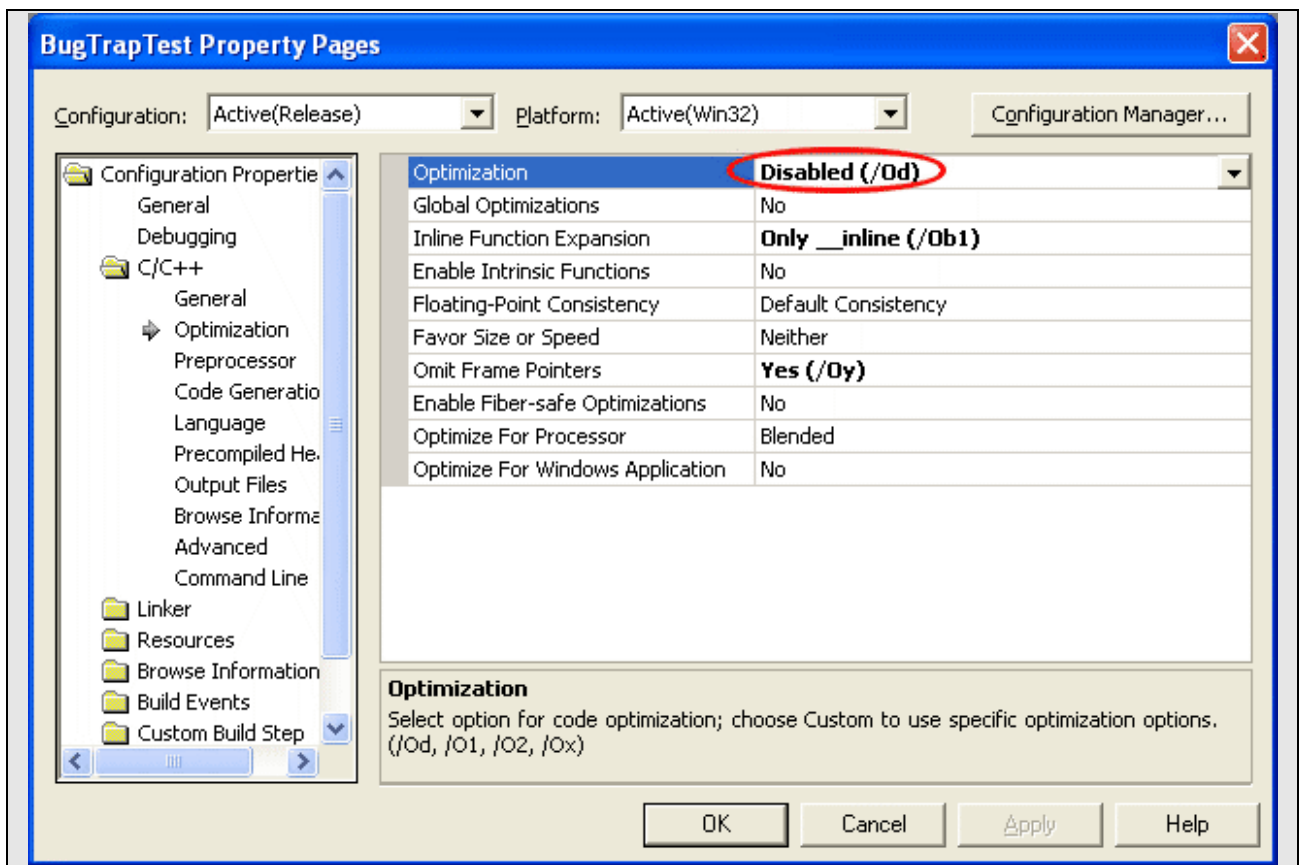 BugTrapTest Property Pages
Configuration: Active(Release) Platform: Active(Win32) Configuration Manager...
Configuration Propertie
General
Debugging
C/C++
General
Optimization
Preprocessor
Code Generatio
Language
Precompiled He
Output Files
Browse Informa
Advanced
Command Line
Linker
Resources
Browse Information
Build Events
Custom Build Step
Optimization Disabled (/Od)
Global Optimizations No
Inline Function Expansion Only __inline (/Ob1)
Enable Intrinsic Functions No
Floating-Point Consistency Default Consistency
Favor Size or Speed Neither
Omit Frame Pointers Yes (/Oy)
Enable Fiber-safe Optimizations No
Optimize For Processor Blended
Optimize For Windows Application No
Optimization
Select option for code optimization; choose Custom to use specific optimization options.
(/Od, /O1, /O2, /Ox)
OK Cancel Apply Help